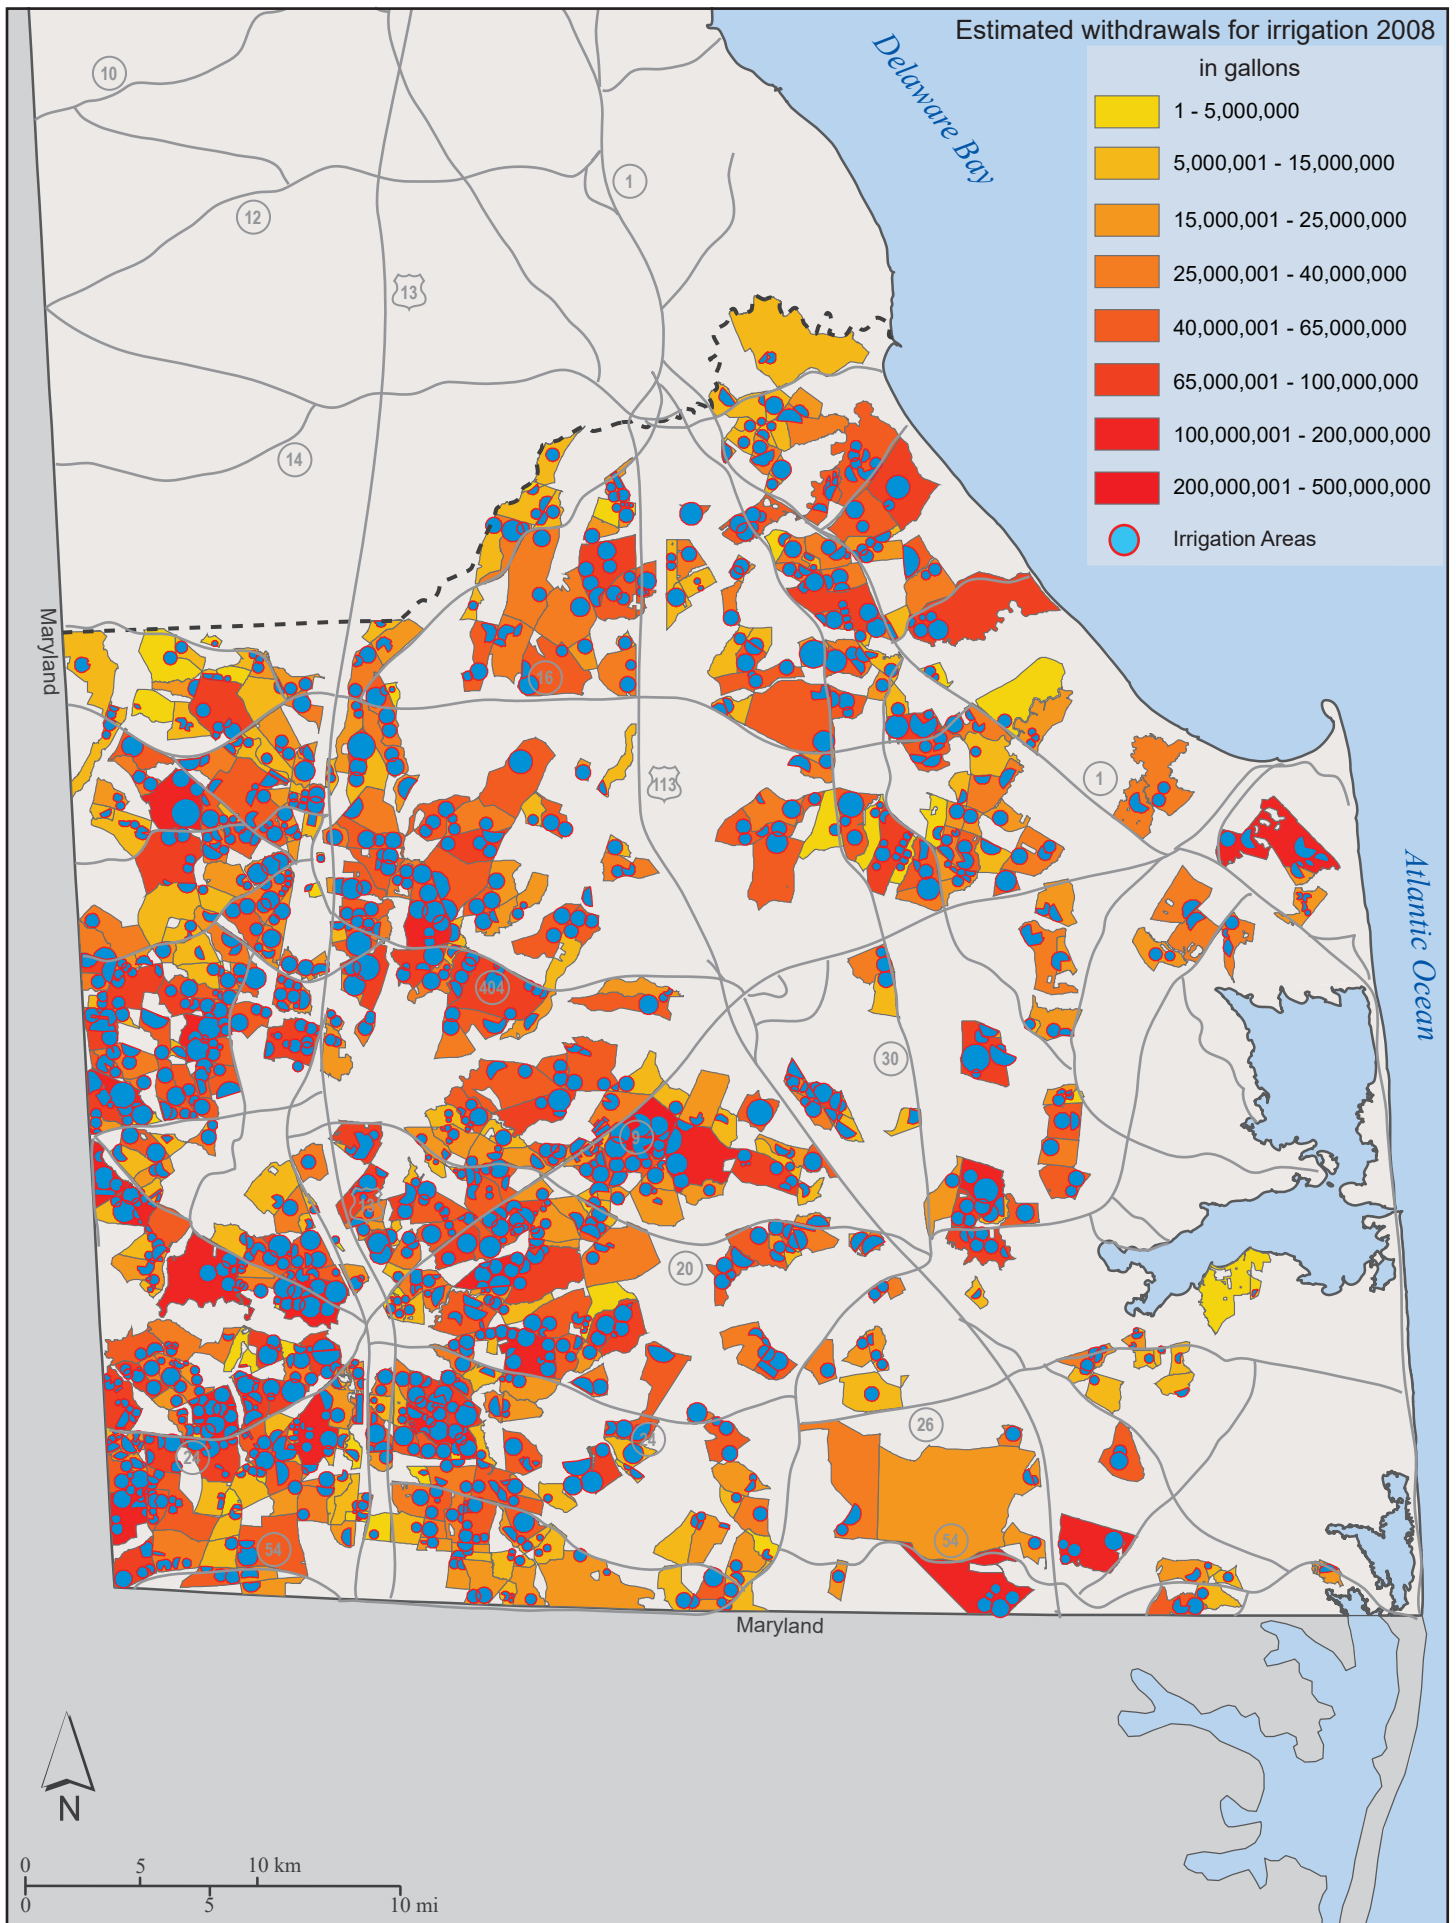 Estimated withdrawals for irrigation 2008
in gallons
1 - 5,000,000
5,000,001 - 15,000,000
15,000,001 - 25,000,000
25,000,001 - 40,000,000
40,000,001 - 65,000,000
65,000,001 - 100,000,000
100,000,001 - 200,000,000
200,000,001 - 500,000,000
Irrigation Areas
Delaware Bay
10
1
12
13
14
Maryland
16
113
1
Atlantic Ocean
404
30
9
13
20
26
24
24
54
54
Maryland
N
0 5 10 km
0 5 10 mi